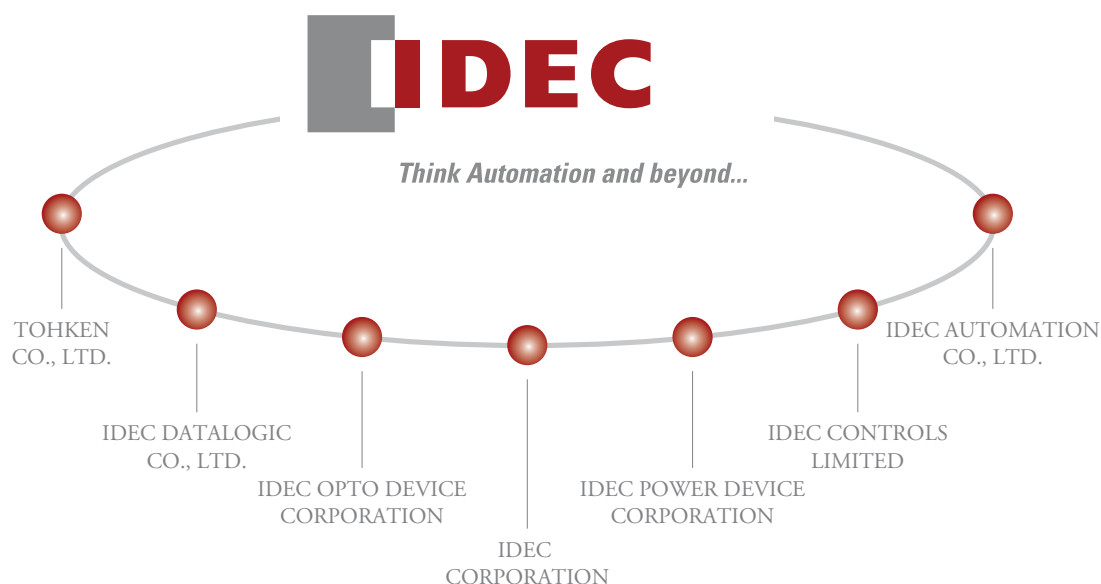 IDEC
Think Automation and beyond...
TOHKEN
CO., LTD.
IDEC DATALOGIC
CO., LTD.
IDEC OPTO DEVICE
CORPORATION
IDEC
CORPORATION
IDEC POWER DEVICE
CORPORATION
IDEC CONTROLS
LIMITED
IDEC AUTOMATION
CO., LTD.